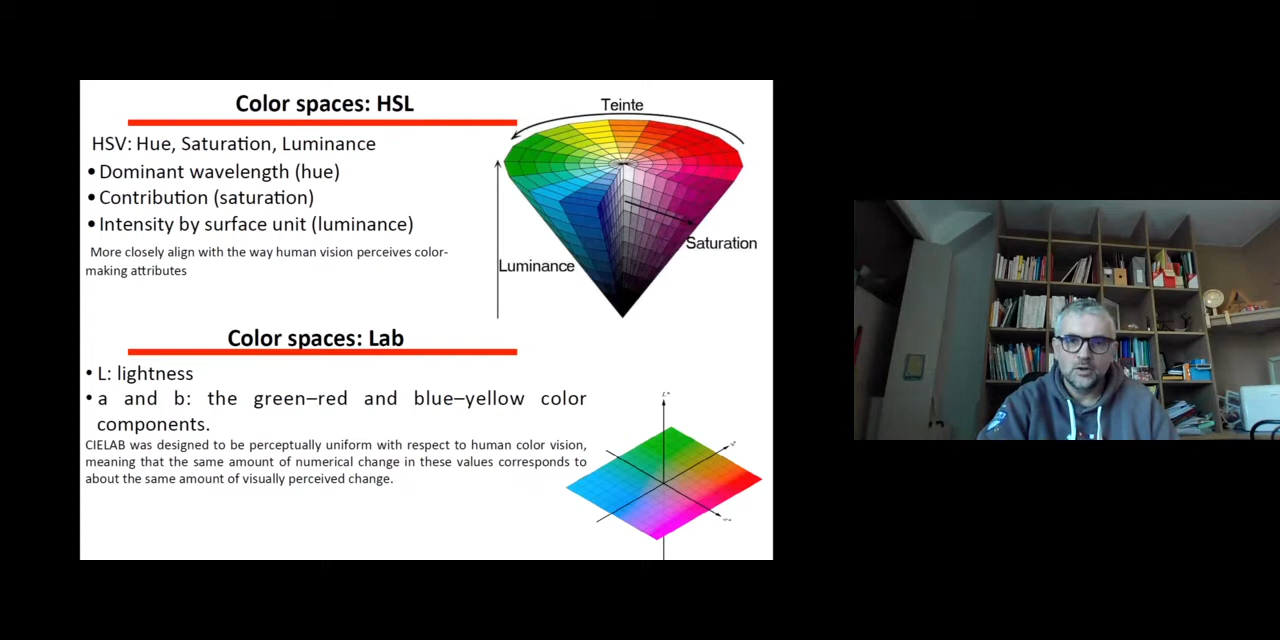 Color spaces: HSL
HSV: Hue, Saturation, Luminance
• Dominant wavelength (hue)
• Contribution (saturation)
• Intensity by surface unit (luminance)
More closely align with the way human vision perceives color-
making attributes
Teinte
Saturation
Luminance
Color spaces: Lab
• L: lightness
• a and b: the green–red and blue–yellow color
components.
CIELAB was designed to be perceptually uniform with respect to human color vision,
meaning that the same amount of numerical change in these values corresponds to
about the same amount of visually perceived change.